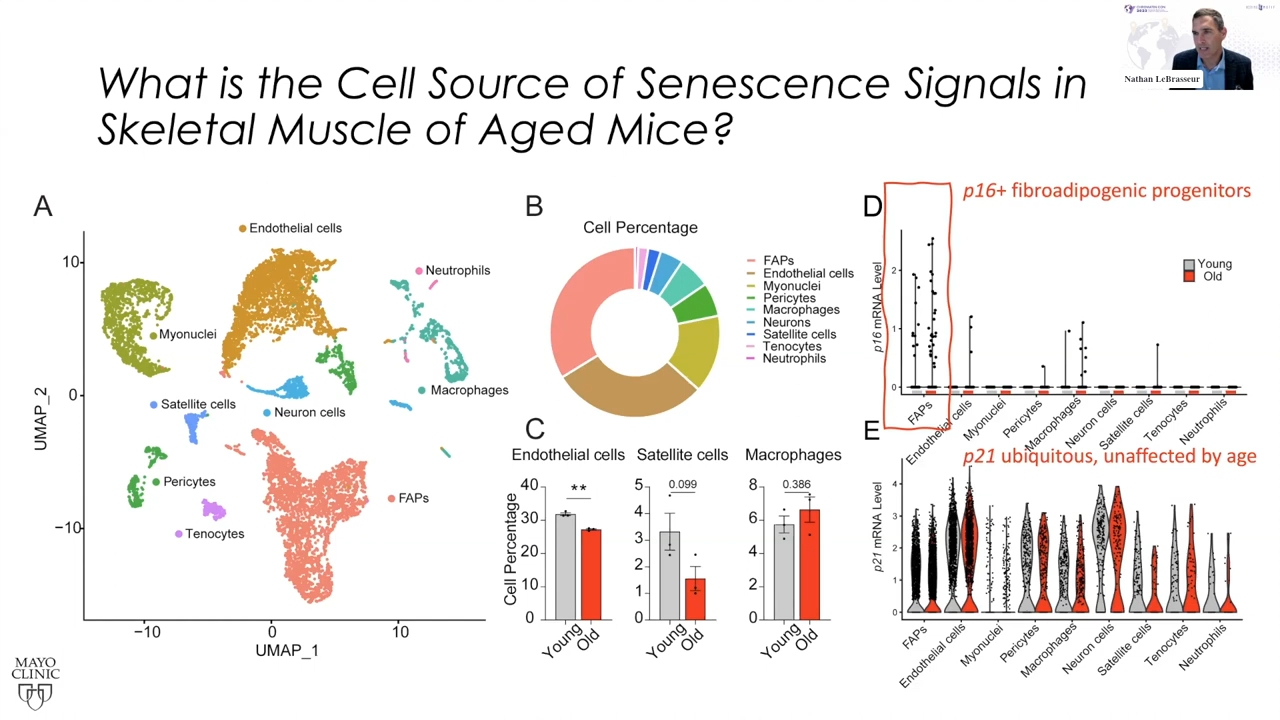 Nathan LeBrasseur
What is the Cell Source of Senescence Signals in
Skeletal Muscle of Aged Mice?
A
Endothelial cells
Neutrophils
Myonuclei
Macrophages
Satellite cells
Neuron cells
Pericytes
FAPs
Tenocytes
10
0
−10
UMAP_2
−10
0
10
UMAP_1
B
Cell Percentage
FAPs
Endothelial cells
Myonuclei
Pericytes
Macrophages
Neurons
Satellite cells
Tenocytes
Neutrophils
C
Endothelial cells
Satellite cells
Macrophages
Cell Percentage
40
30
20
10
0
**
Young
Old
5
4
3
2
1
0
0.099
Young
Old
8
6
4
2
0
0.386
Young
Old
D
p16+ fibroadipogenic progenitors
p16 mRNA Level
2
1
0
Young
Old
FAPs
Endothelial cells
Myonuclei
Pericytes
Macrophages
Neuron cells
Satellite cells
Tenocytes
Neutrophils
E
p21 ubiquitous, unaffected by age
p21 mRNA Level
4
3
2
1
0
FAPs
Endothelial cells
Myonuclei
Pericytes
Macrophages
Neuron cells
Satellite cells
Tenocytes
Neutrophils
MAYO
CLINIC